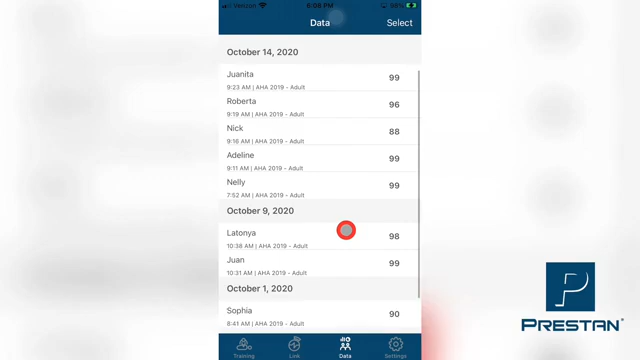 Verizon 6:06 PM 98%
Data Select
October 14, 2020
Juanita 99
9:23 AM | AHA 2019 - Adult
Roberta 96
9:19 AM | AHA 2019 - Adult
Nick 88
9:16 AM | AHA 2019 - Adult
Adeline 99
9:11 AM | AHA 2019 - Adult
Nelly 99
7:52 AM | AHA 2019 - Adult
October 9, 2020
Latonya 98
10:38 AM | AHA 2019 - Adult
Juan 99
10:31 AM | AHA 2019 - Adult
October 1, 2020
Sophia 90
8:41 AM | AHA 2019 - Adult
Training Link Data Settings
P
PRESTAN®